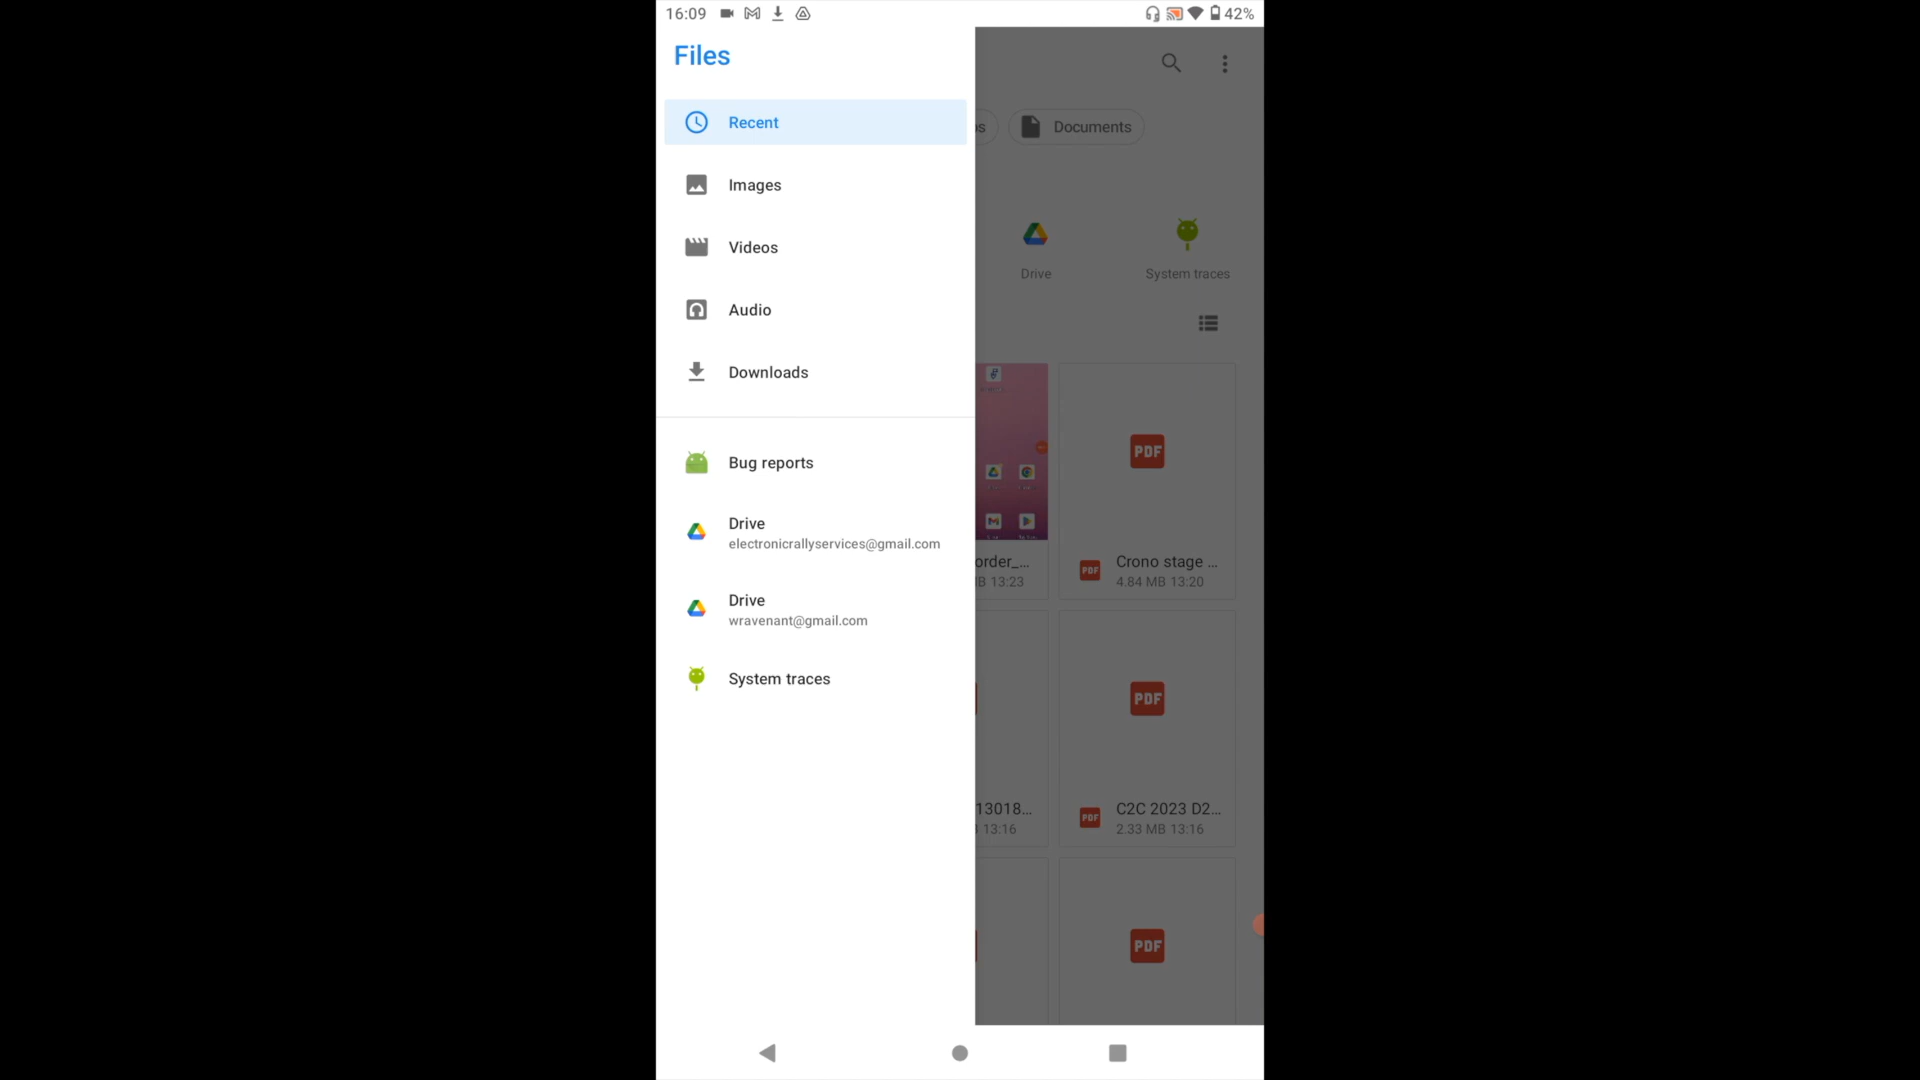 16:09
42%
Files
Recent
Images
Videos
Audio
Downloads
Bug reports
Drive
electronicrallyservices@gmail.com
Drive
wravenant@gmail.com
System traces
os
Documents
Drive
System traces
order_...
13:23
PDF
PDF
Crono stage ...
4.84 MB 13:20
13018...
13:16
PDF
PDF
C2C 2023 D2...
2.33 MB 13:16
PDF